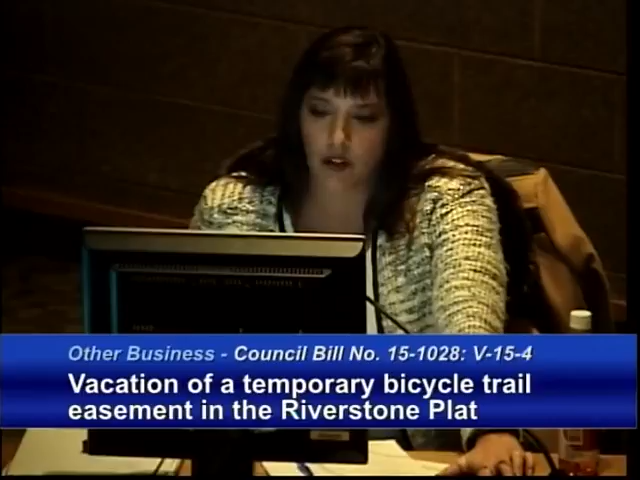 Other Business - Council Bill No. 15-1028: V-15-4
Vacation of a temporary bicycle trail
easement in the Riverstone Plat